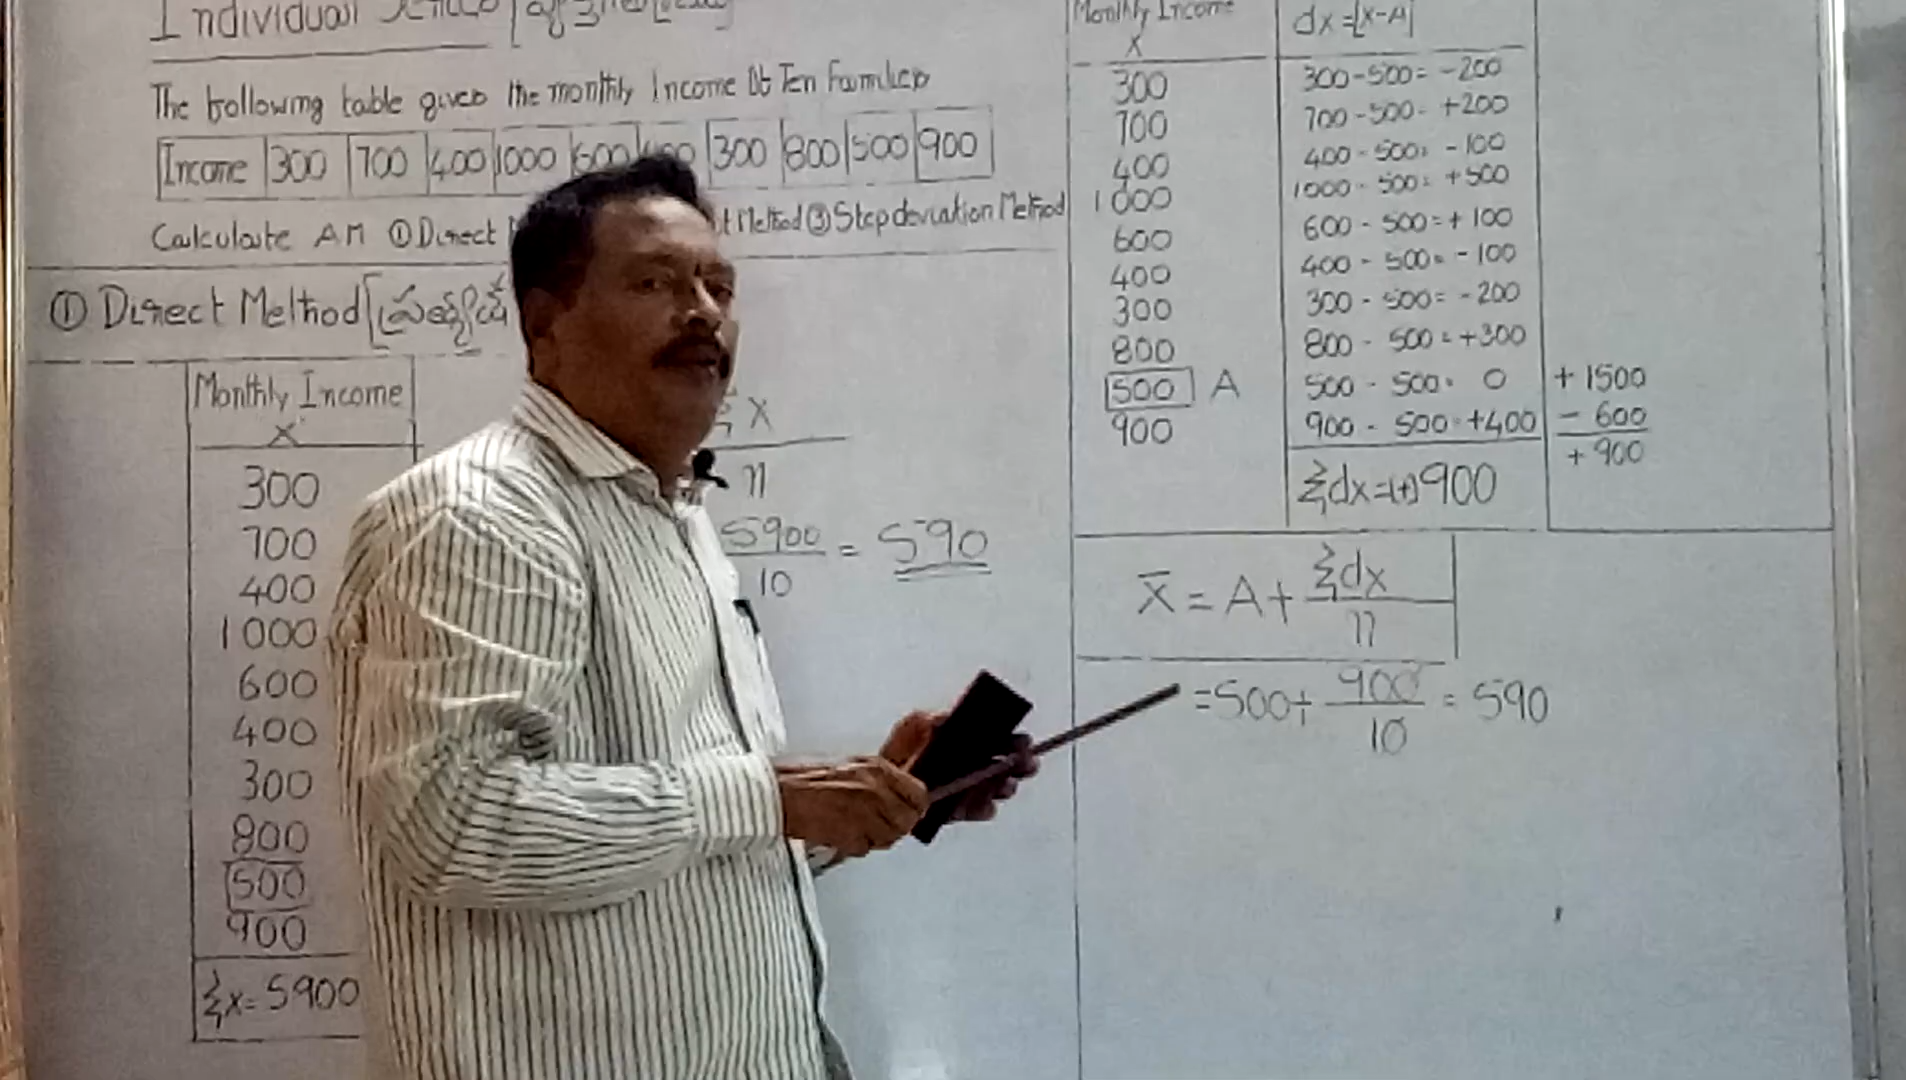 Individual
The following table gives the monthly Income Of Ten Families
Income 300 700 400 1000 600 400 300 800 500 900
Calculate AM ① Direct t Method ③ Step deviation Method
① Direct Method [ప్రత్యక్ష
Monthly Income
X
300
700
400
1000
600
400
300
800
500
900
Σx = 5900
Σ X
n
5900
10
= 590
Monthly Income
X
dx = [X-A]
300 300-500 = -200
700 700-500 = +200
400 400-500 = -100
1000 1000-500 = +500
600 600-500 = +100
400 400-500 = -100
300 300-500 = -200
800 800-500 = +300
500 A 500-500 = 0 +1500
900 900-500 = +400 -600
+900
Σdx = (+) 900
X̄ = A + Σdx
n
= 500 + 900 = 590
10